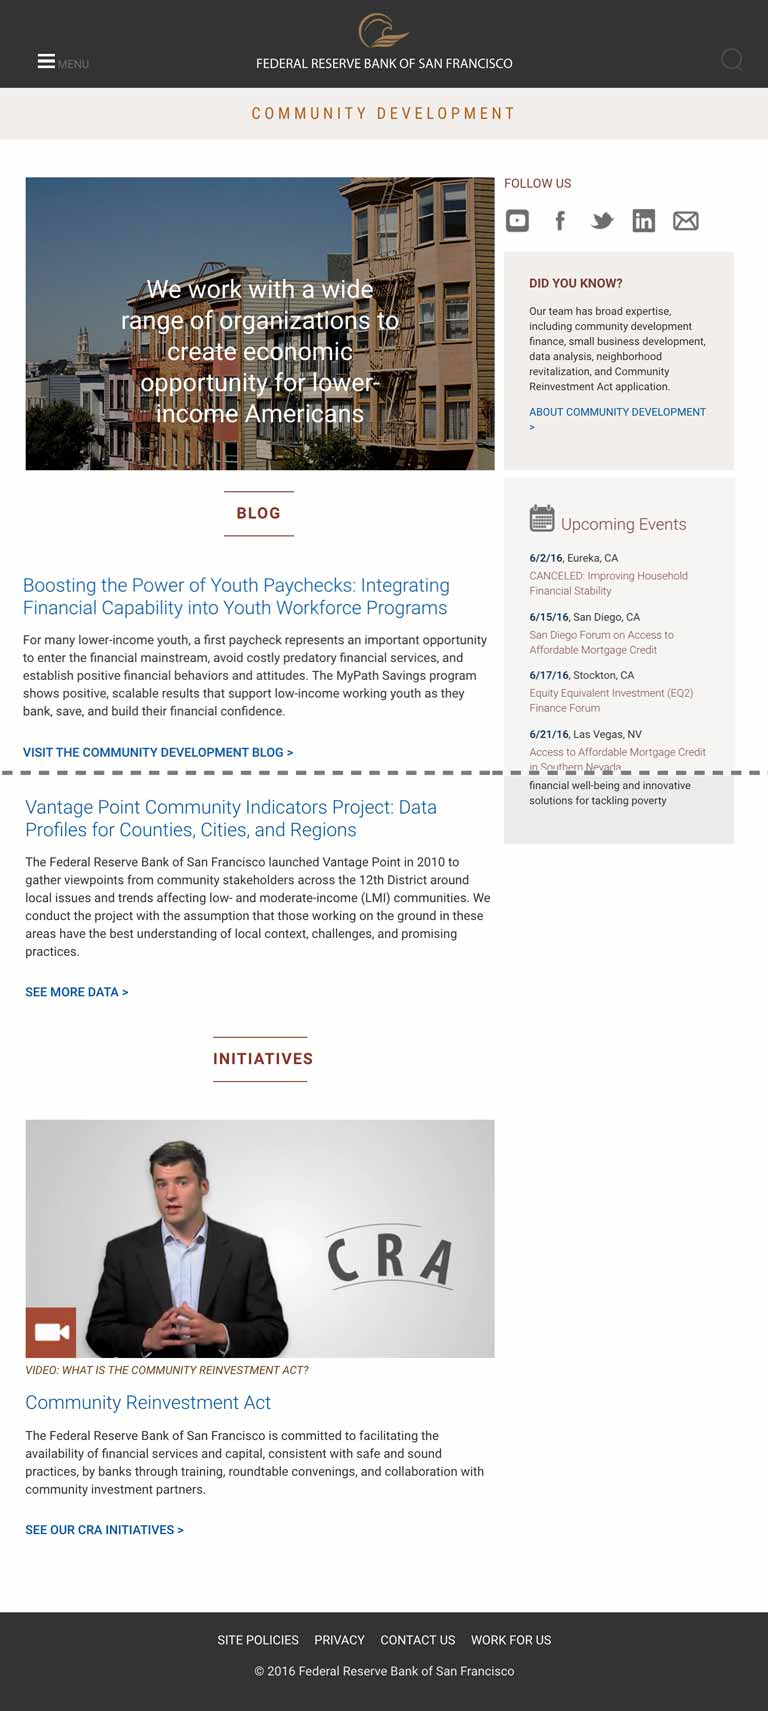 MENU
FEDERAL RESERVE BANK OF SAN FRANCISCO
COMMUNITY DEVELOPMENT
We work with a wide
range of organizations to
create economic
opportunity for lower-
income Americans
FOLLOW US
DID YOU KNOW?
Our team has broad expertise,
including community development
finance, small business development,
data analysis, neighborhood
revitalization, and Community
Reinvestment Act application.
ABOUT COMMUNITY DEVELOPMENT
>
BLOG
Boosting the Power of Youth Paychecks: Integrating
Financial Capability into Youth Workforce Programs
For many lower-income youth, a first paycheck represents an important opportunity
to enter the financial mainstream, avoid costly predatory financial services, and
establish positive financial behaviors and attitudes. The MyPath Savings program
shows positive, scalable results that support low-income working youth as they
bank, save, and build their financial confidence.
VISIT THE COMMUNITY DEVELOPMENT BLOG >
Upcoming Events
6/2/16, Eureka, CA
CANCELED: Improving Household
Financial Stability
6/15/16, San Diego, CA
San Diego Forum on Access to
Affordable Mortgage Credit
6/17/16, Stockton, CA
Equity Equivalent Investment (EQ2)
Finance Forum
6/21/16, Las Vegas, NV
Access to Affordable Mortgage Credit
in Southern Nevada
financial well-being and innovative
solutions for tackling poverty
Vantage Point Community Indicators Project: Data
Profiles for Counties, Cities, and Regions
The Federal Reserve Bank of San Francisco launched Vantage Point in 2010 to
gather viewpoints from community stakeholders across the 12th District around
local issues and trends affecting low- and moderate-income (LMI) communities. We
conduct the project with the assumption that those working on the ground in these
areas have the best understanding of local context, challenges, and promising
practices.
SEE MORE DATA >
INITIATIVES
CRA
VIDEO: WHAT IS THE COMMUNITY REINVESTMENT ACT?
Community Reinvestment Act
The Federal Reserve Bank of San Francisco is committed to facilitating the
availability of financial services and capital, consistent with safe and sound
practices, by banks through training, roundtable convenings, and collaboration with
community investment partners.
SEE OUR CRA INITIATIVES >
SITE POLICIES PRIVACY CONTACT US WORK FOR US
© 2016 Federal Reserve Bank of San Francisco